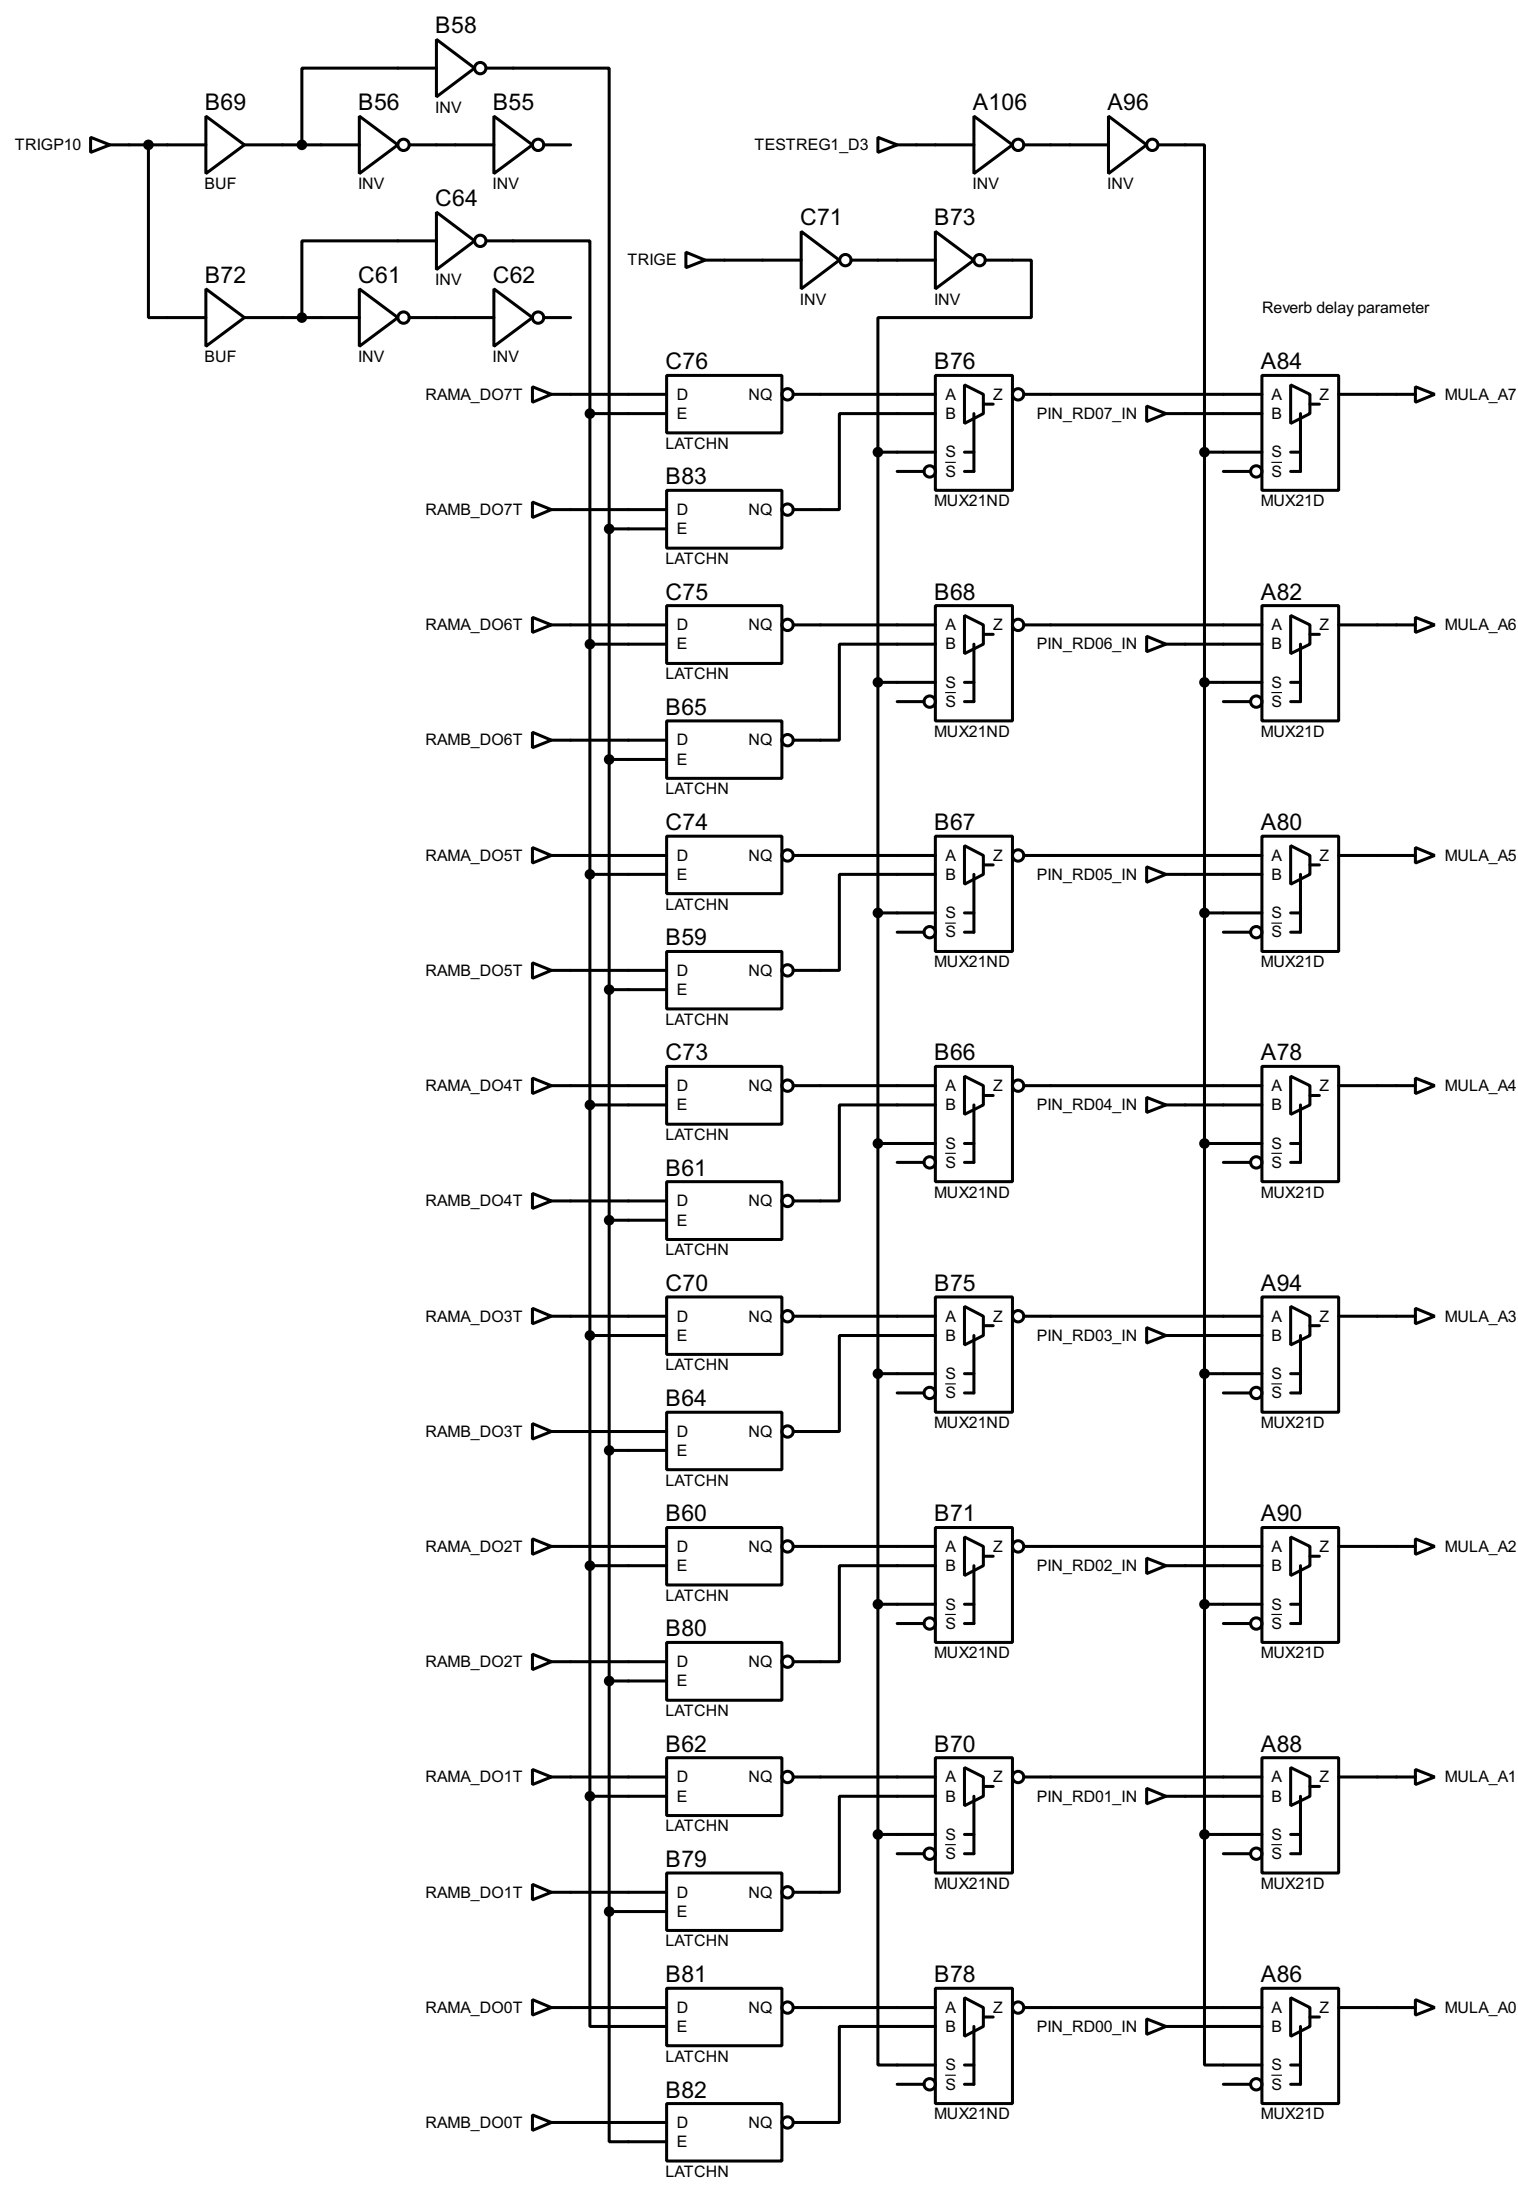 B58
INV
B69
B56
B55
A106
A96
TRIGP10
TESTREG1_D3
BUF
INV
INV
INV
INV
C64
INV
C71
B73
TRIGE
B72
C61
C62
INV
INV
BUF
INV
INV
Reverb delay parameter
C76
B76
A84
RAMA_DO7T
D
NQ
A
Z
A
Z
MULA_A7
E
B
PIN_RD07_IN
B
LATCHN
S
S
S
S
B83
MUX21ND
MUX21D
RAMB_DO7T
D
NQ
E
LATCHN
C75
B68
A82
RAMA_DO6T
D
NQ
A
Z
A
Z
MULA_A6
E
B
PIN_RD06_IN
B
LATCHN
S
S
S
S
B65
MUX21ND
MUX21D
RAMB_DO6T
D
NQ
E
LATCHN
C74
B67
A80
RAMA_DO5T
D
NQ
A
Z
A
Z
MULA_A5
E
B
PIN_RD05_IN
B
LATCHN
S
S
S
S
B59
MUX21ND
MUX21D
RAMB_DO5T
D
NQ
E
LATCHN
C73
B66
A78
RAMA_DO4T
D
NQ
A
Z
A
Z
MULA_A4
E
B
PIN_RD04_IN
B
LATCHN
S
S
S
S
B61
MUX21ND
MUX21D
RAMB_DO4T
D
NQ
E
LATCHN
C70
B75
A94
RAMA_DO3T
D
NQ
A
Z
A
Z
MULA_A3
E
B
PIN_RD03_IN
B
LATCHN
S
S
S
S
B64
MUX21ND
MUX21D
RAMB_DO3T
D
NQ
E
LATCHN
B60
B71
A90
RAMA_DO2T
D
NQ
A
Z
A
Z
MULA_A2
E
B
PIN_RD02_IN
B
LATCHN
S
S
S
S
B80
MUX21ND
MUX21D
RAMB_DO2T
D
NQ
E
LATCHN
B62
B70
A88
RAMA_DO1T
D
NQ
A
Z
A
Z
MULA_A1
E
B
PIN_RD01_IN
B
LATCHN
S
S
S
S
B79
MUX21ND
MUX21D
RAMB_DO1T
D
NQ
E
LATCHN
B81
B78
A86
RAMA_DO0T
D
NQ
A
Z
A
Z
MULA_A0
E
B
PIN_RD00_IN
B
LATCHN
S
S
S
S
B82
MUX21ND
MUX21D
RAMB_DO0T
D
NQ
E
LATCHN